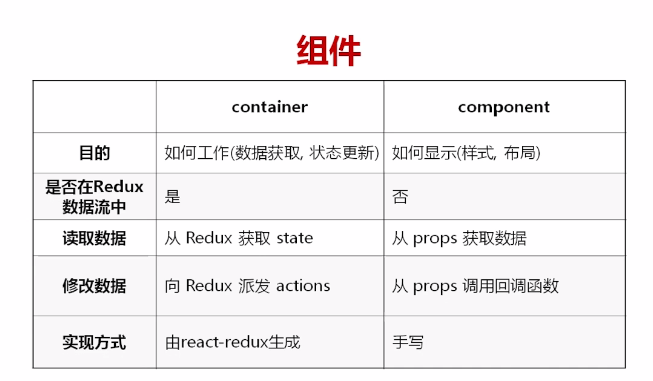 组件
container component
目的 如何工作(数据获取, 状态更新) 如何显示(样式, 布局)
是否在Redux
数据流中 是 否
读取数据 从 Redux 获取 state 从 props 获取数据
修改数据 向 Redux 派发 actions 从 props 调用回调函数
实现方式 由react-redux生成 手写